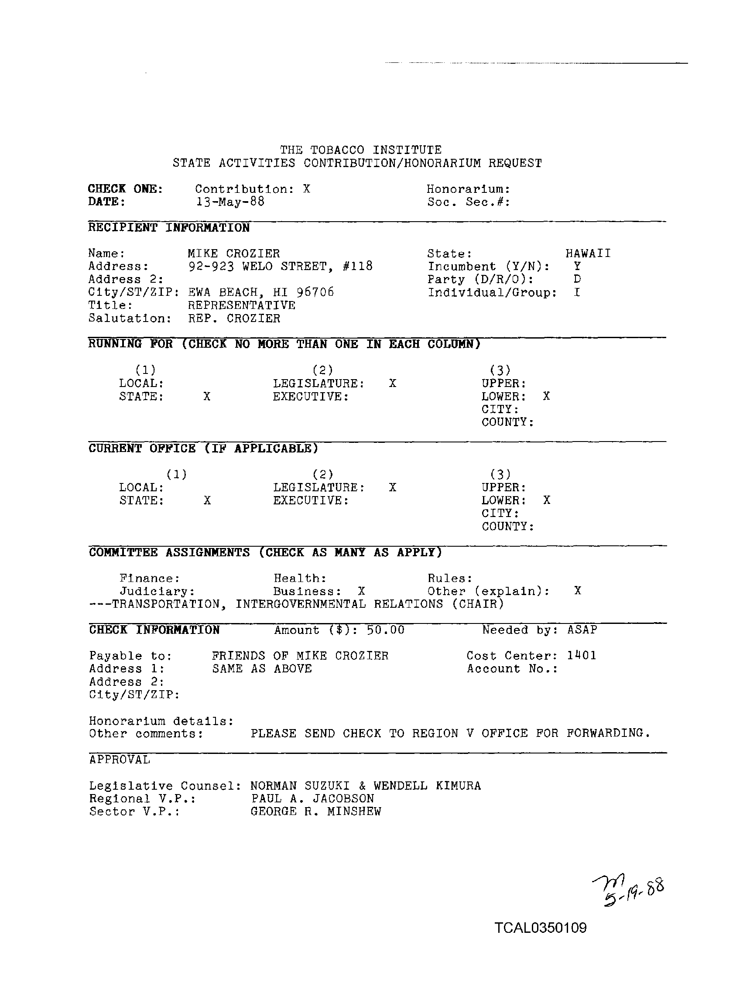 THE TOBACCO INSTITUTE
STATE ACTIVITIES CONTRIBUTION/HONORARIUM REQUEST
CHECK ONE: Contribution: X Honorarium:
DATE: 13-May-88 Soc. Sec.#:
RECIPIENT INFORMATION
Name: MIKE CROZIER State: HAWAII
Address: 92-923 WELO STREET, #118 Incumbent (Y/N): Y
Address 2: Party (D/R/O): D
City/ST/ZIP: EWA BEACH, HI 96706 Individual/Group: I
Title: REPRESENTATIVE
Salutation: REP. CROZIER
RUNNING FOR (CHECK NO MORE THAN ONE IN EACH COLUMN)
(1) (2) (3)
LOCAL: LEGISLATURE: X UPPER:
STATE: X EXECUTIVE: LOWER: X
CITY:
COUNTY:
CURRENT OFFICE (IF APPLICABLE)
(1) (2) (3)
LOCAL: LEGISLATURE: X UPPER:
STATE: X EXECUTIVE: LOWER: X
CITY:
COUNTY:
COMMITTEE ASSIGNMENTS (CHECK AS MANY AS APPLY)
Finance: Health: Rules:
Judiciary: Business: X Other (explain): X
---TRANSPORTATION, INTERGOVERNMENTAL RELATIONS (CHAIR)
CHECK INFORMATION Amount ($): 50.00 Needed by: ASAP
Payable to: FRIENDS OF MIKE CROZIER Cost Center: 1401
Address 1: SAME AS ABOVE Account No.:
Address 2:
City/ST/ZIP:
Honorarium details:
Other comments: PLEASE SEND CHECK TO REGION V OFFICE FOR FORWARDING.
APPROVAL
Legislative Counsel: NORMAN SUZUKI & WENDELL KIMURA
Regional V.P.: PAUL A. JACOBSON
Sector V.P.: GEORGE R. MINSHEW
m
5-19-88
TCAL0350109